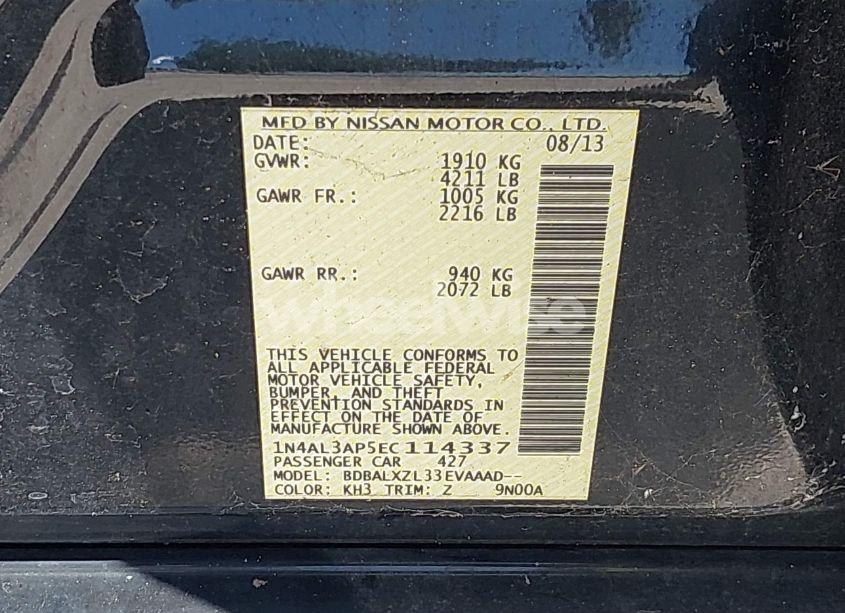 MFD BY NISSAN MOTOR CO., LTD.
DATE: 08/13
GVWR: 1910 KG
4211 LB
GAWR FR.: 1005 KG
2216 LB
GAWR RR.: 940 KG
2072 LB
wheelwise
THIS VEHICLE CONFORMS TO
ALL APPLICABLE FEDERAL
MOTOR VEHICLE SAFETY,
BUMPER, AND THEFT
PREVENTION STANDARDS IN
EFFECT ON THE DATE OF
MANUFACTURE SHOWN ABOVE.
1N4AL3AP5EC114337
PASSENGER CAR 427
MODEL: BDBALXZL33EVAAAD--
COLOR: KH3 TRIM: Z 9N00A